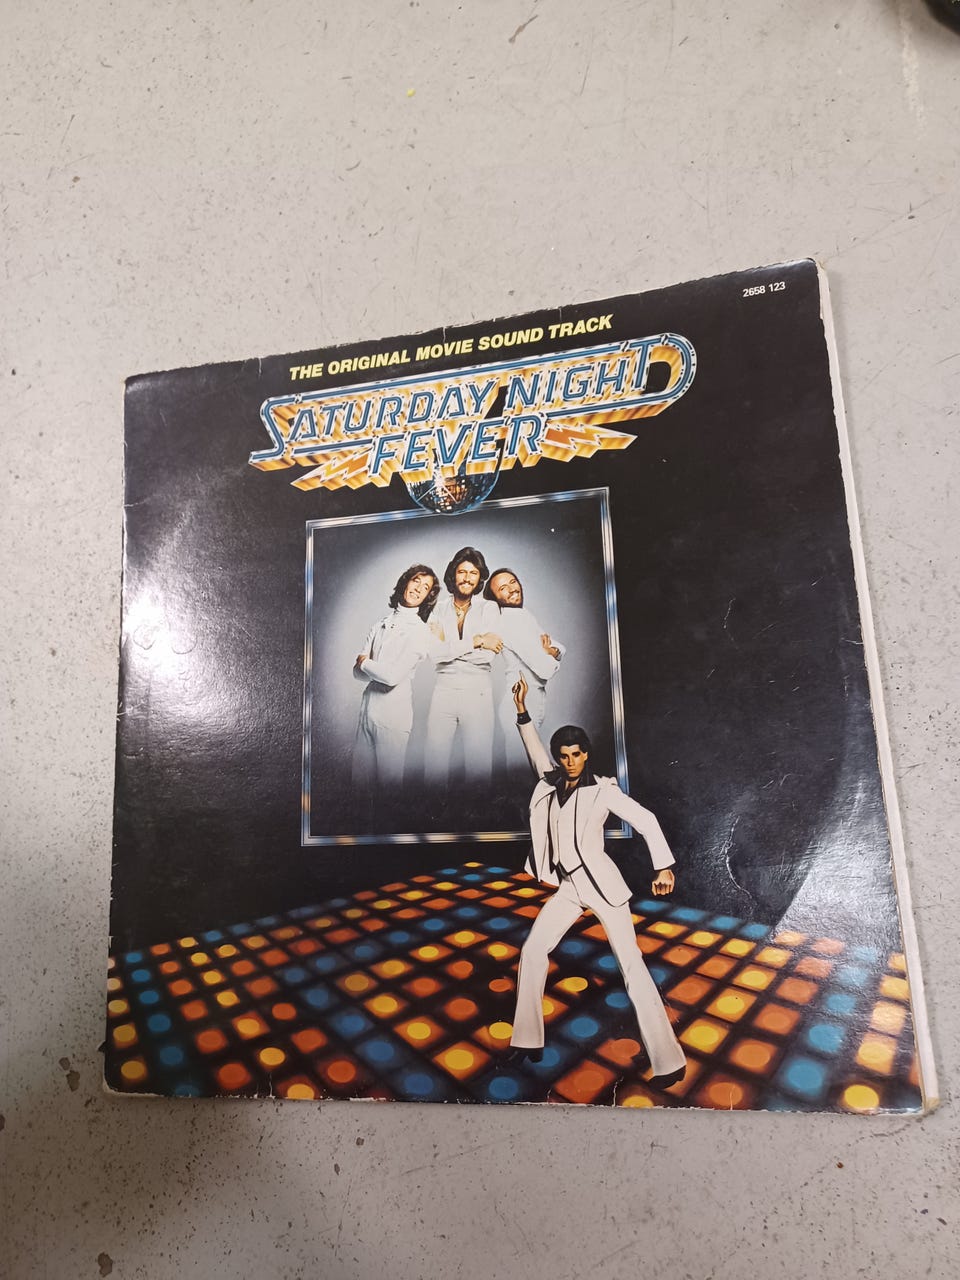 2658 123
THE ORIGINAL MOVIE SOUND TRACK
SATURDAY NIGHT
FEVER